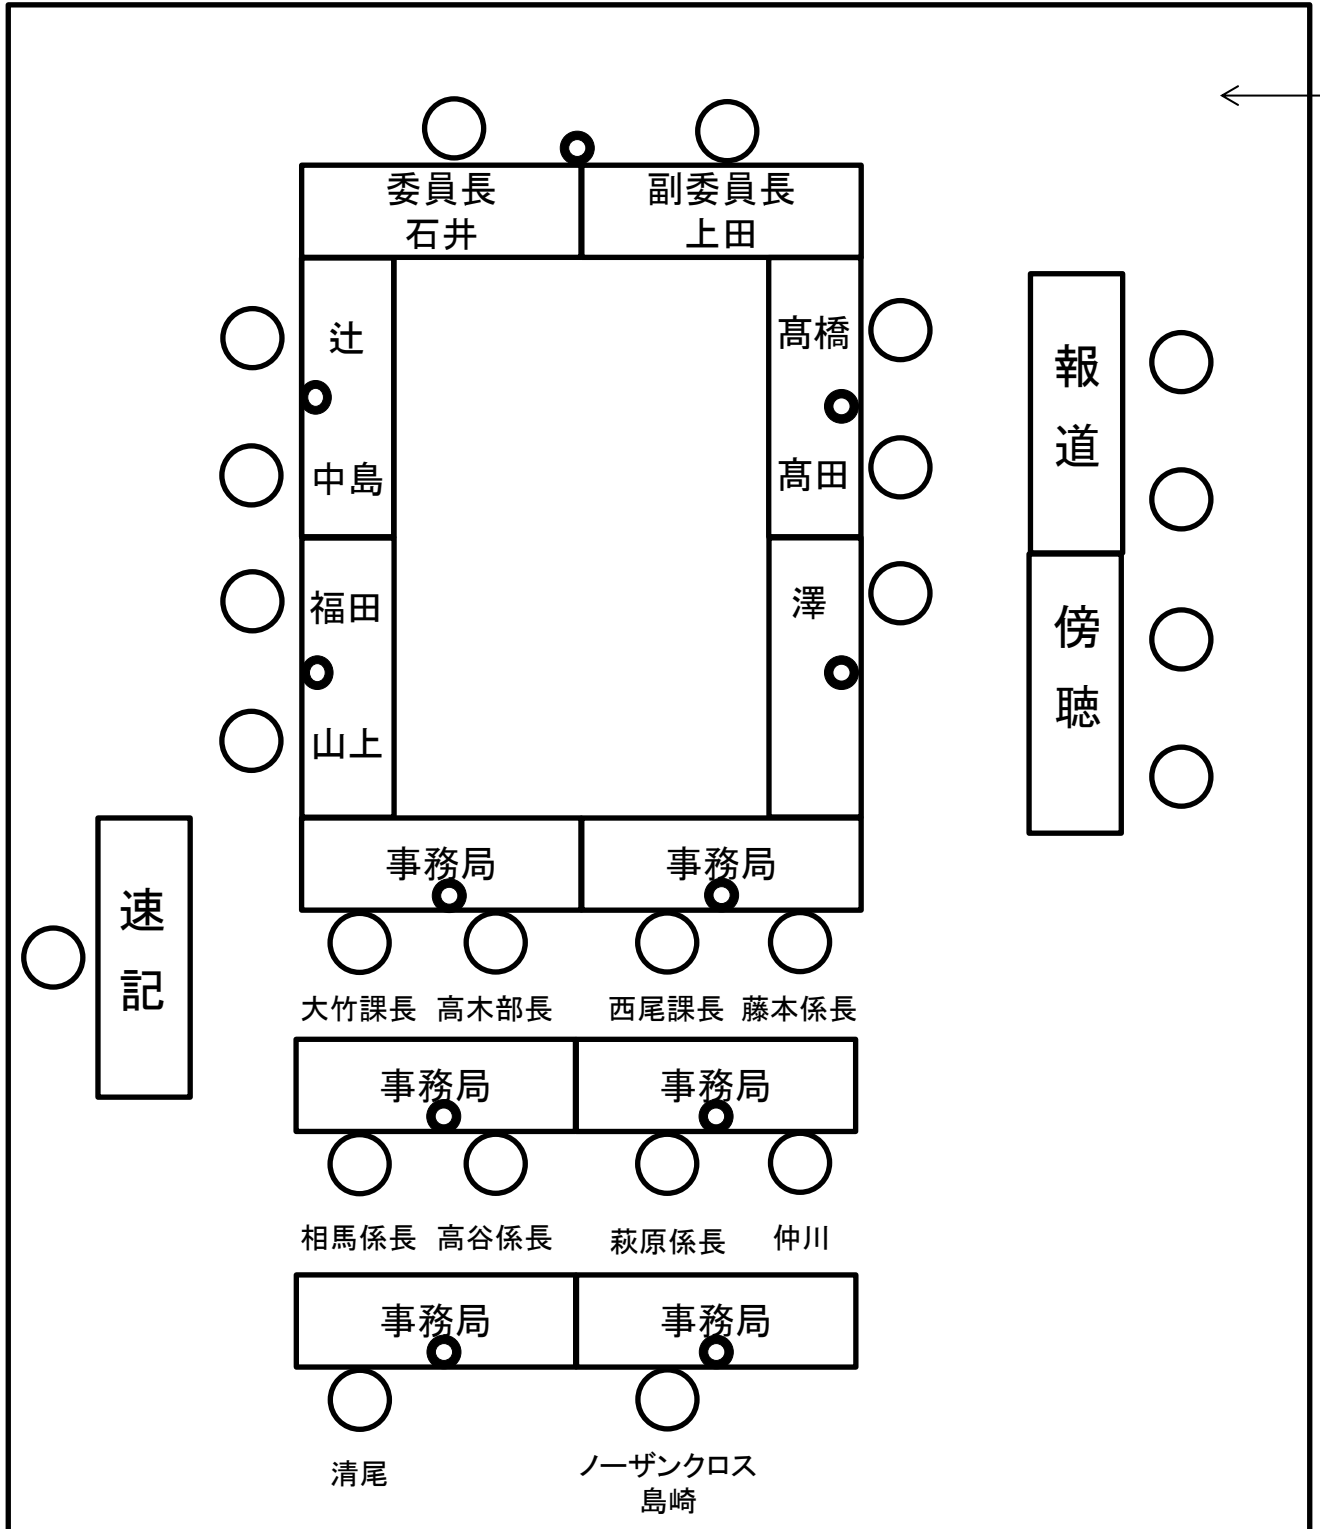 委員長
石井
副委員長
上田
辻
髙橋
中島
髙田
福田
澤
山上
報道
傍聴
事務局
事務局
速記
大竹課長
高木部長
西尾課長
藤本係長
事務局
事務局
相馬係長
高谷係長
萩原係長
仲川
事務局
事務局
清尾
ノーザンクロス
島崎